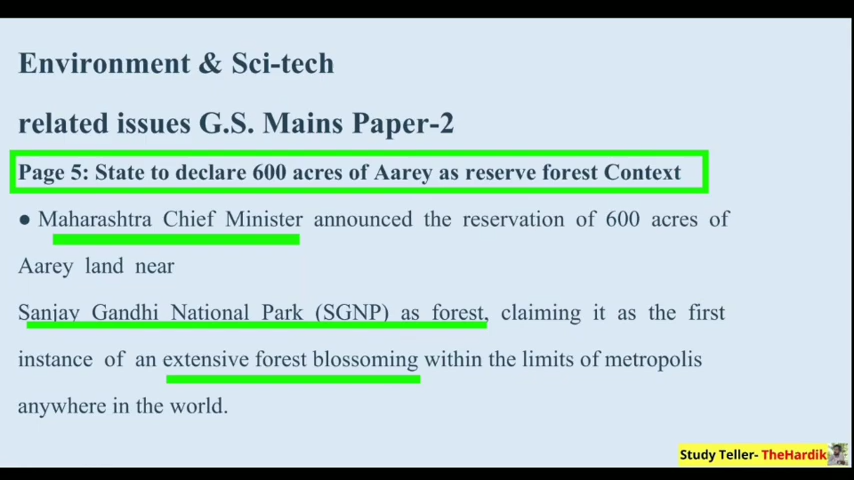 Environment & Sci-tech
related issues G.S. Mains Paper-2
Page 5: State to declare 600 acres of Aarey as reserve forest Context
● Maharashtra Chief Minister announced the reservation of 600 acres of
Aarey land near
Sanjay Gandhi National Park (SGNP) as forest, claiming it as the first
instance of an extensive forest blossoming within the limits of metropolis
anywhere in the world.
Study Teller- TheHardik